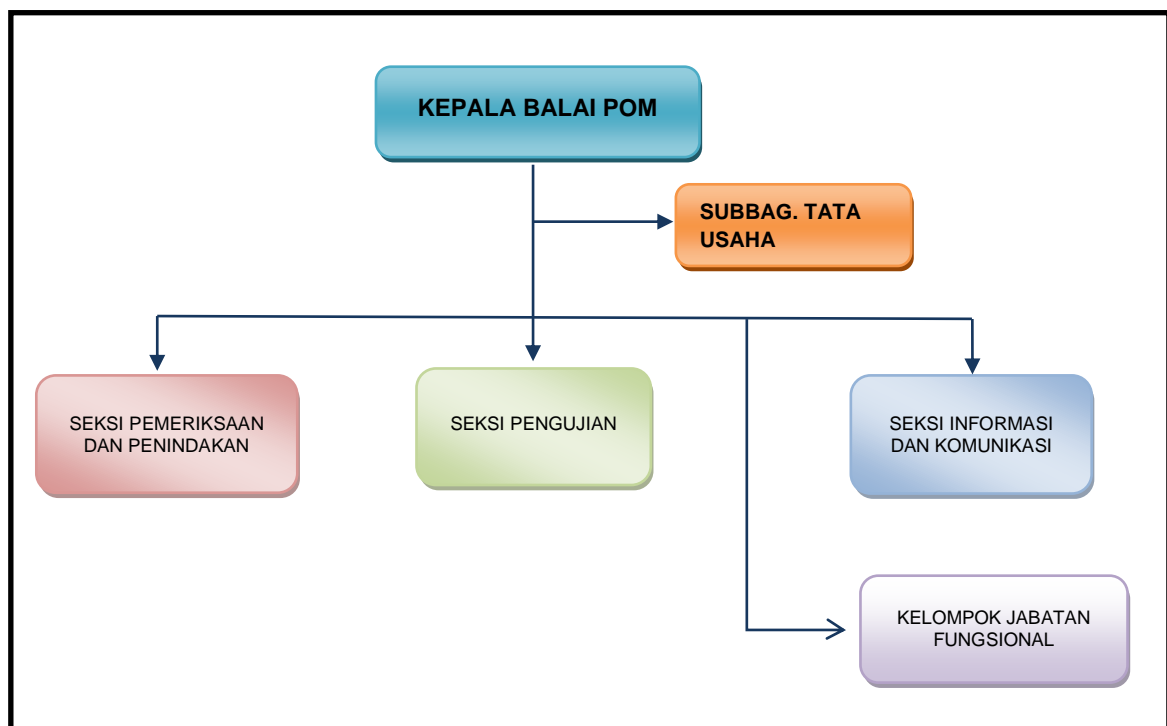 KEPALA BALAI POM
SUBBAG. TATA
USAHA
SEKSI PEMERIKSAAN
DAN PENINDAKAN
SEKSI PENGUJIAN
SEKSI INFORMASI
DAN KOMUNIKASI
KELOMPOK JABATAN
FUNGSIONAL